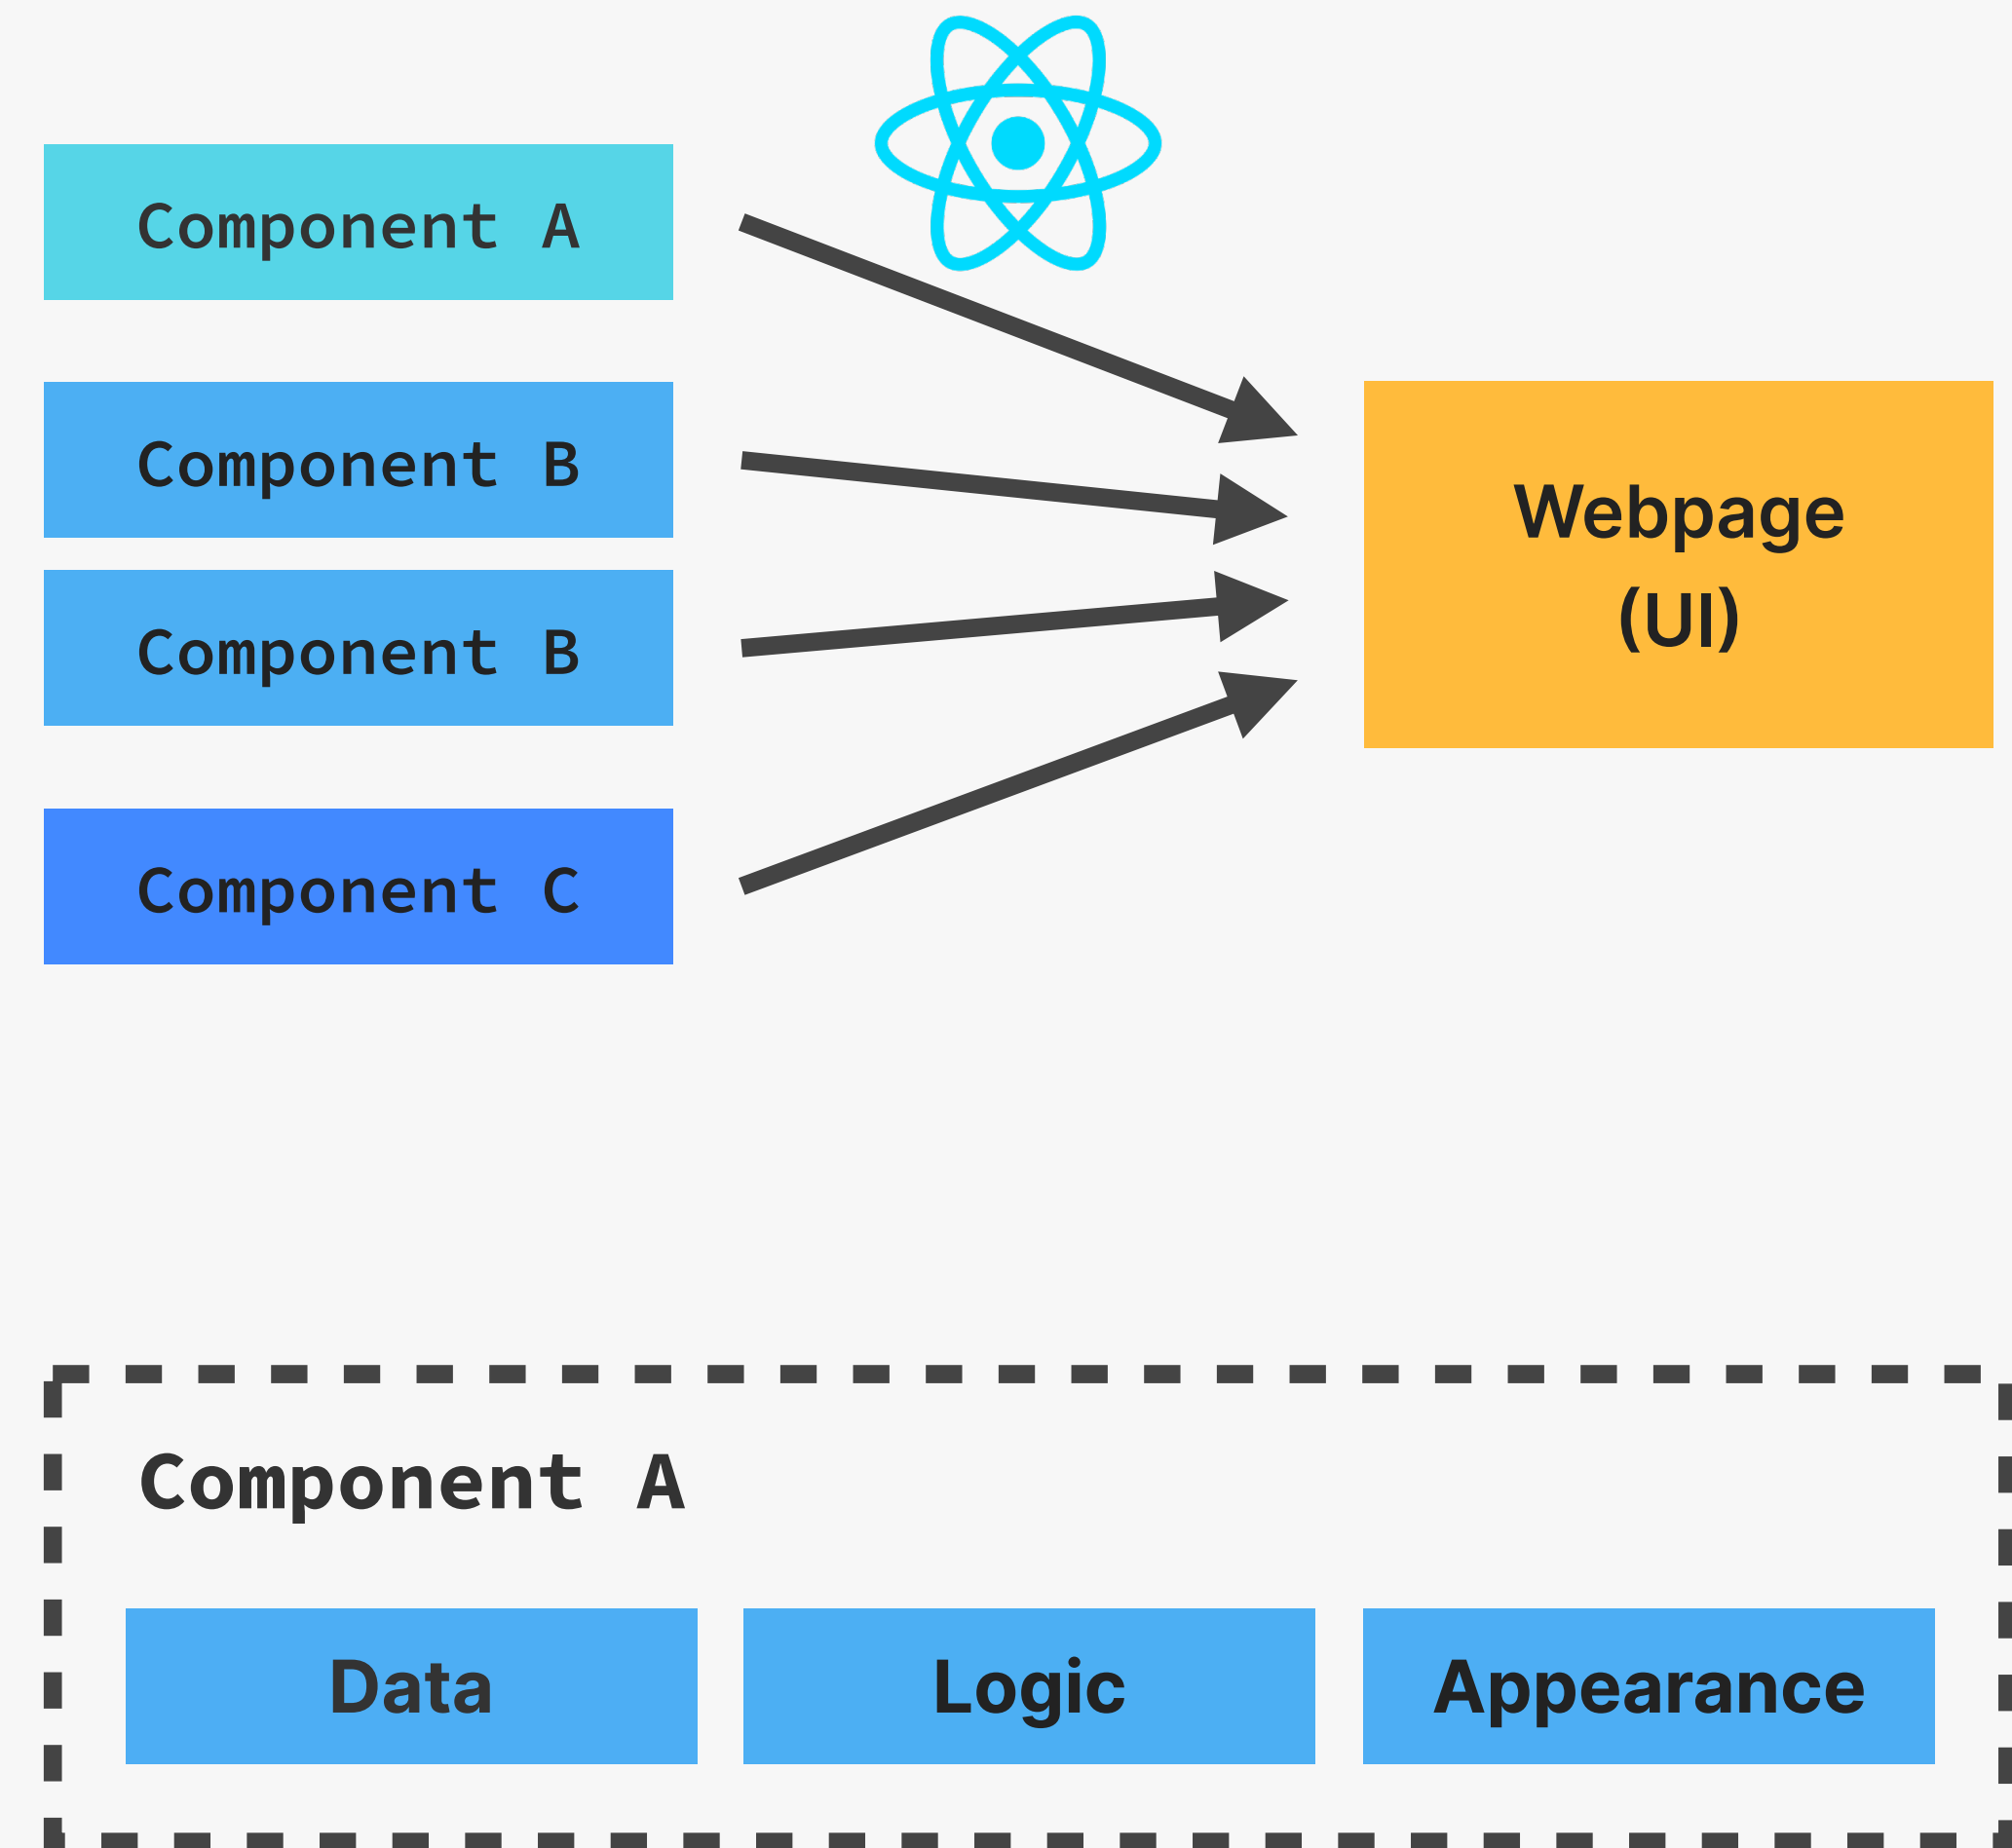 Component A
Component B
Component B
Component C
Webpage
(UI)
Component A
Data
Logic
Appearance